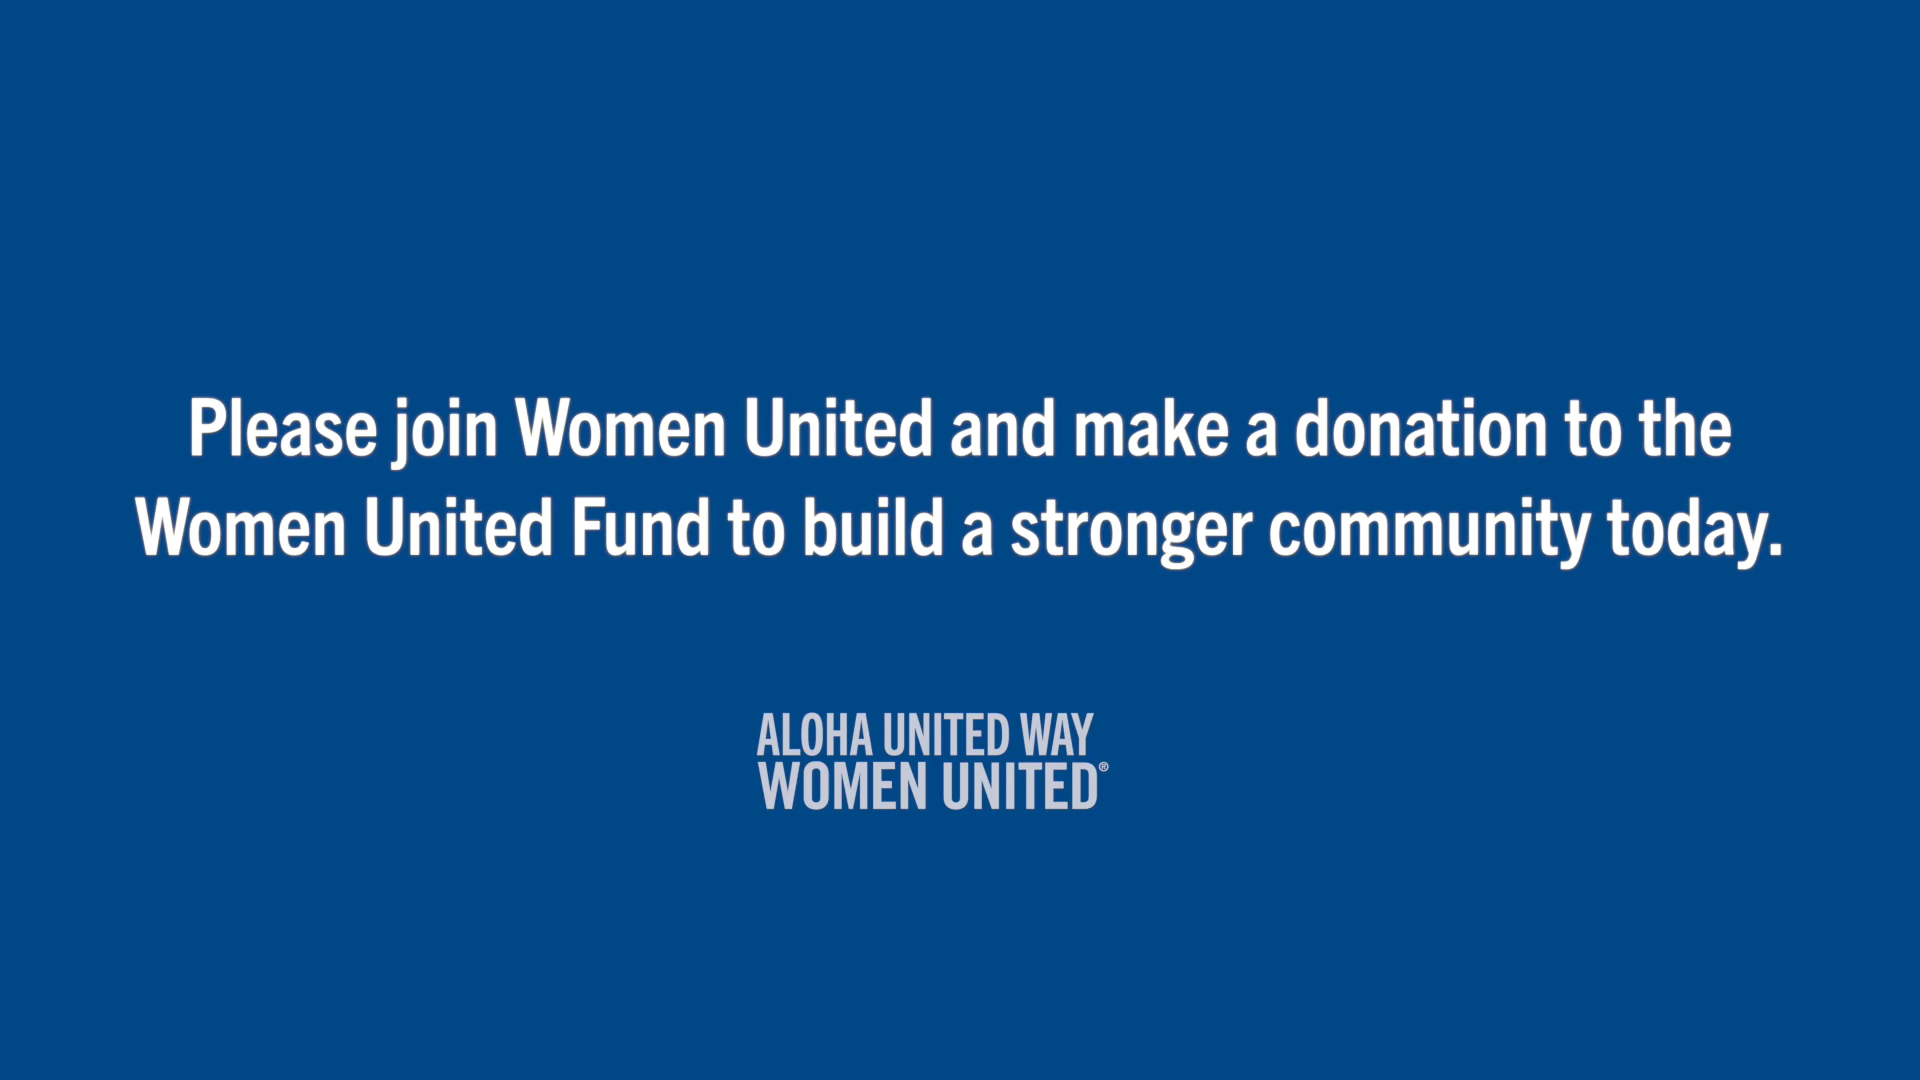 Please join Women United and make a donation to the
Women United Fund to build a stronger community today.
ALOHA UNITED WAY
WOMEN UNITED®